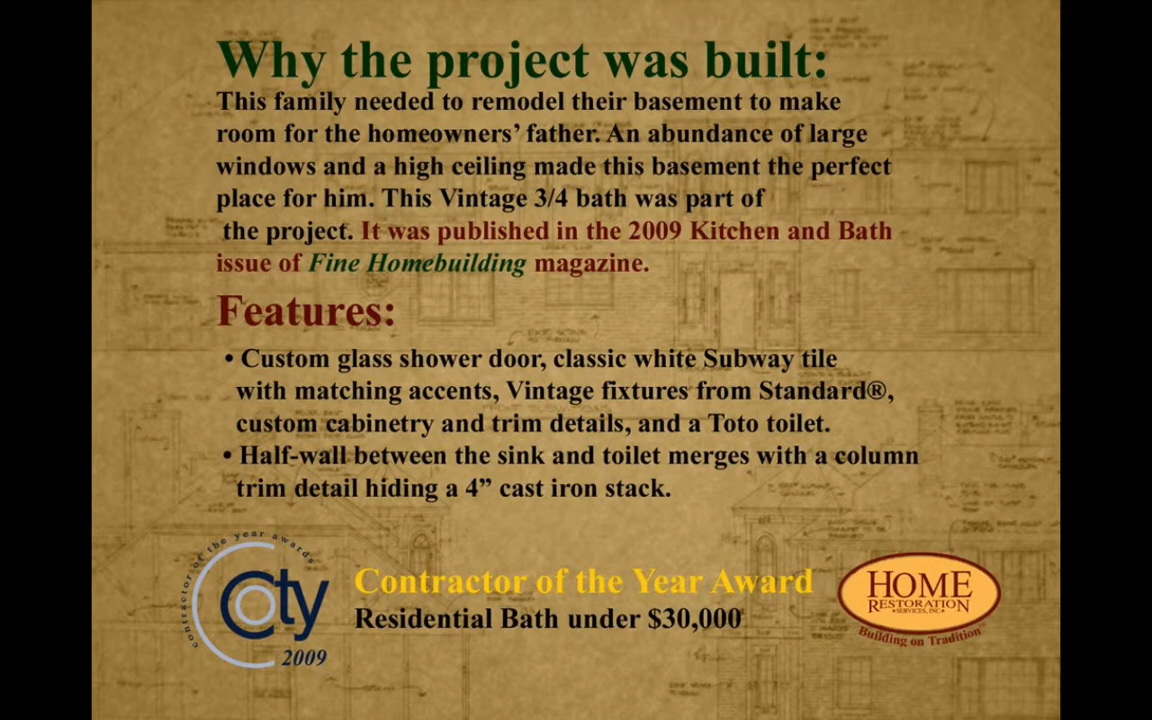 Why the project was built:
This family needed to remodel their basement to make
room for the homeowners’ father. An abundance of large
windows and a high ceiling made this basement the perfect
place for him. This Vintage 3/4 bath was part of
the project. It was published in the 2009 Kitchen and Bath
issue of Fine Homebuilding magazine.
Features:
• Custom glass shower door, classic white Subway tile
with matching accents, Vintage fixtures from Standard®,
custom cabinetry and trim details, and a Toto toilet.
• Half-wall between the sink and toilet merges with a column
trim detail hiding a 4” cast iron stack.
contractor of the year awards
Coty
2009
Contractor of the Year Award
Residential Bath under $30,000
HOME
RESTORATION
SERVICES, INC
Building on Tradition™